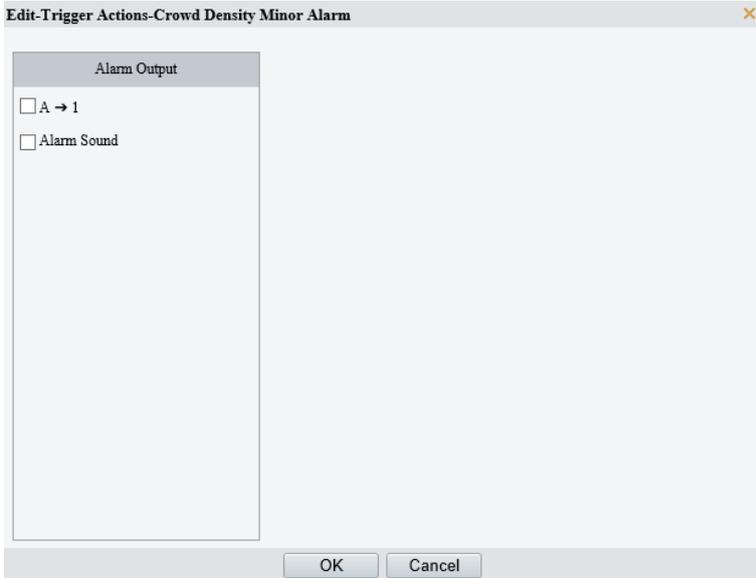 Edit-Trigger Actions-Crowd Density Minor Alarm
Alarm Output
A ➔ 1
Alarm Sound
OK Cancel